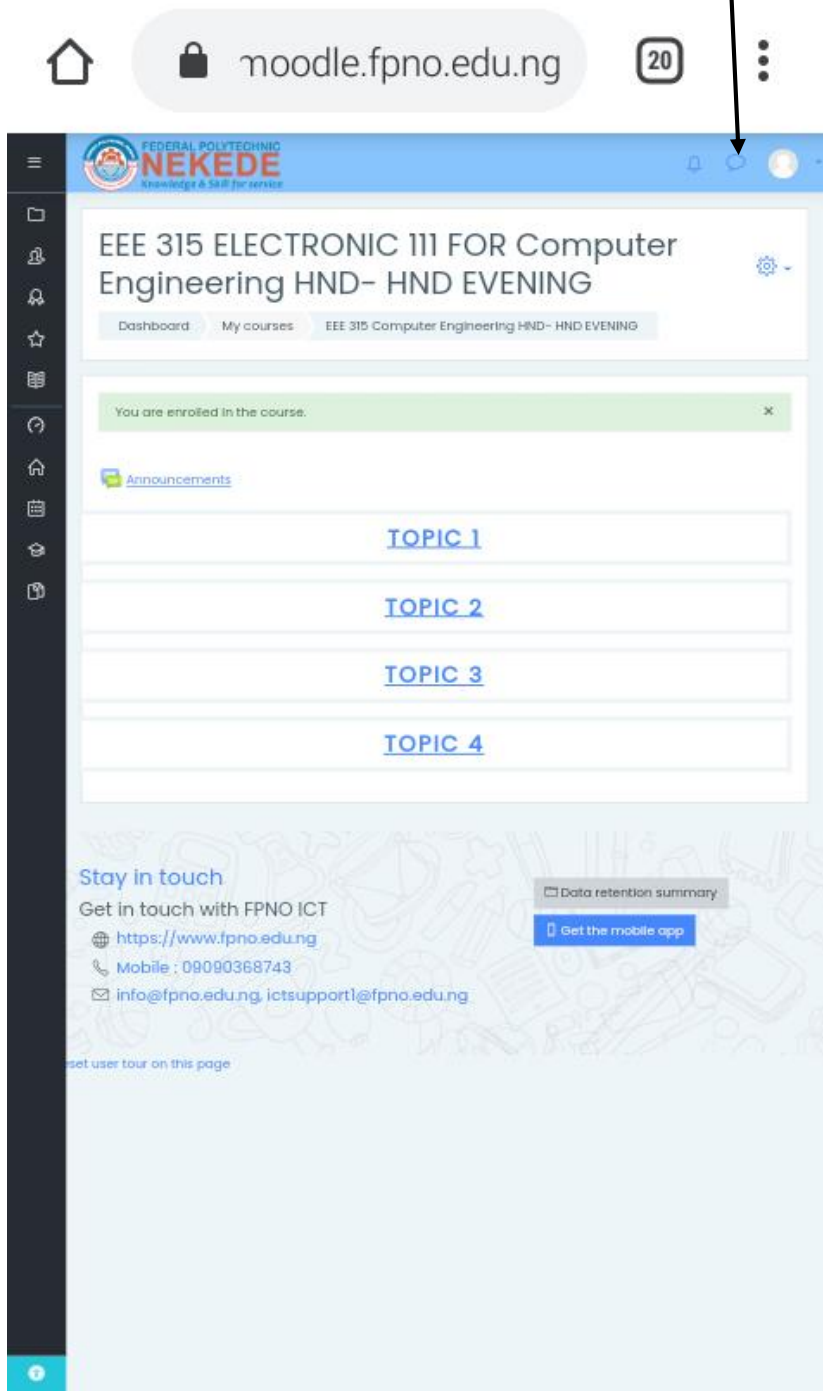 moodle.fpno.edu.ng
20
FEDERAL POLYTECHNIC
NEKEDE
Knowledge & Skill for service
EEE 315 ELECTRONIC 111 FOR Computer
Engineering HND- HND EVENING
Dashboard My courses EEE 315 Computer Engineering HND- HND EVENING
You are enrolled in the course. ×
Announcements
TOPIC 1
TOPIC 2
TOPIC 3
TOPIC 4
Stay in touch
Get in touch with FPNO ICT
https://www.fpno.edu.ng
Mobile : 09090368743
info@fpno.edu.ng, ictsupport1@fpno.edu.ng
Data retention summary
Get the mobile app
set user tour on this page